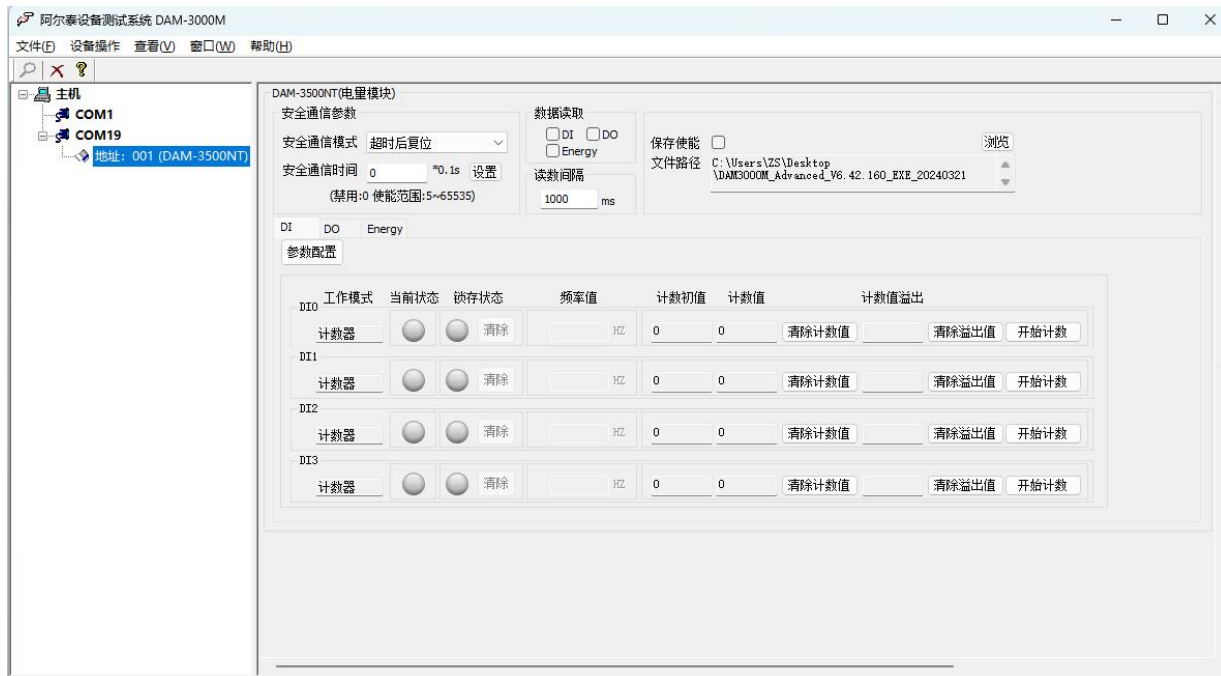 阿尔泰设备测试系统 DAM-3000M
文件(F) 设备操作 查看(V) 窗口(W) 帮助(H)
主机
COM1
COM19
地址：001 (DAM-3500NT)
DAM-3500NT(电量模块)
安全通信参数
安全通信模式 超时后复位
安全通信时间 0 *0.1s 设置
(禁用:0 使能范围:5~65535)
数据读取
DI DO
Energy
读数间隔
1000 ms
保存使能 浏览
文件路径 C:\Users\ZS\Desktop
\DAM3000M_Advanced_V6.42.160_EXE_20240321
DI DO Energy
参数配置
工作模式 当前状态 锁存状态 频率值 计数初值 计数值 计数值溢出
DI0
计数器 清除 HZ 0 0 清除计数值 清除溢出值 开始计数
DI1
计数器 清除 HZ 0 0 清除计数值 清除溢出值 开始计数
DI2
计数器 清除 HZ 0 0 清除计数值 清除溢出值 开始计数
DI3
计数器 清除 HZ 0 0 清除计数值 清除溢出值 开始计数